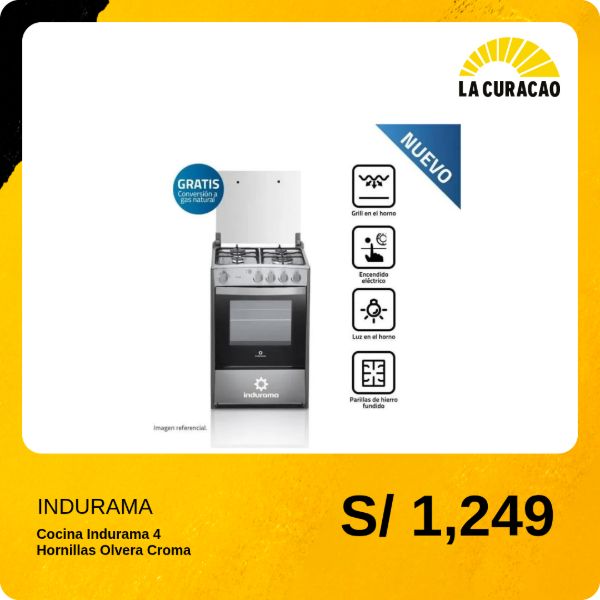 LA CURACAO
NUEVO
GRATIS
Conversión a
gas natural
Grill en el horno
Encendido
eléctrico
Luz en el horno
Parillas de hierro
fundido
indurama
Imagen referencial.
INDURAMA
S/ 1,249
Cocina Indurama 4
Hornillas Olvera Croma